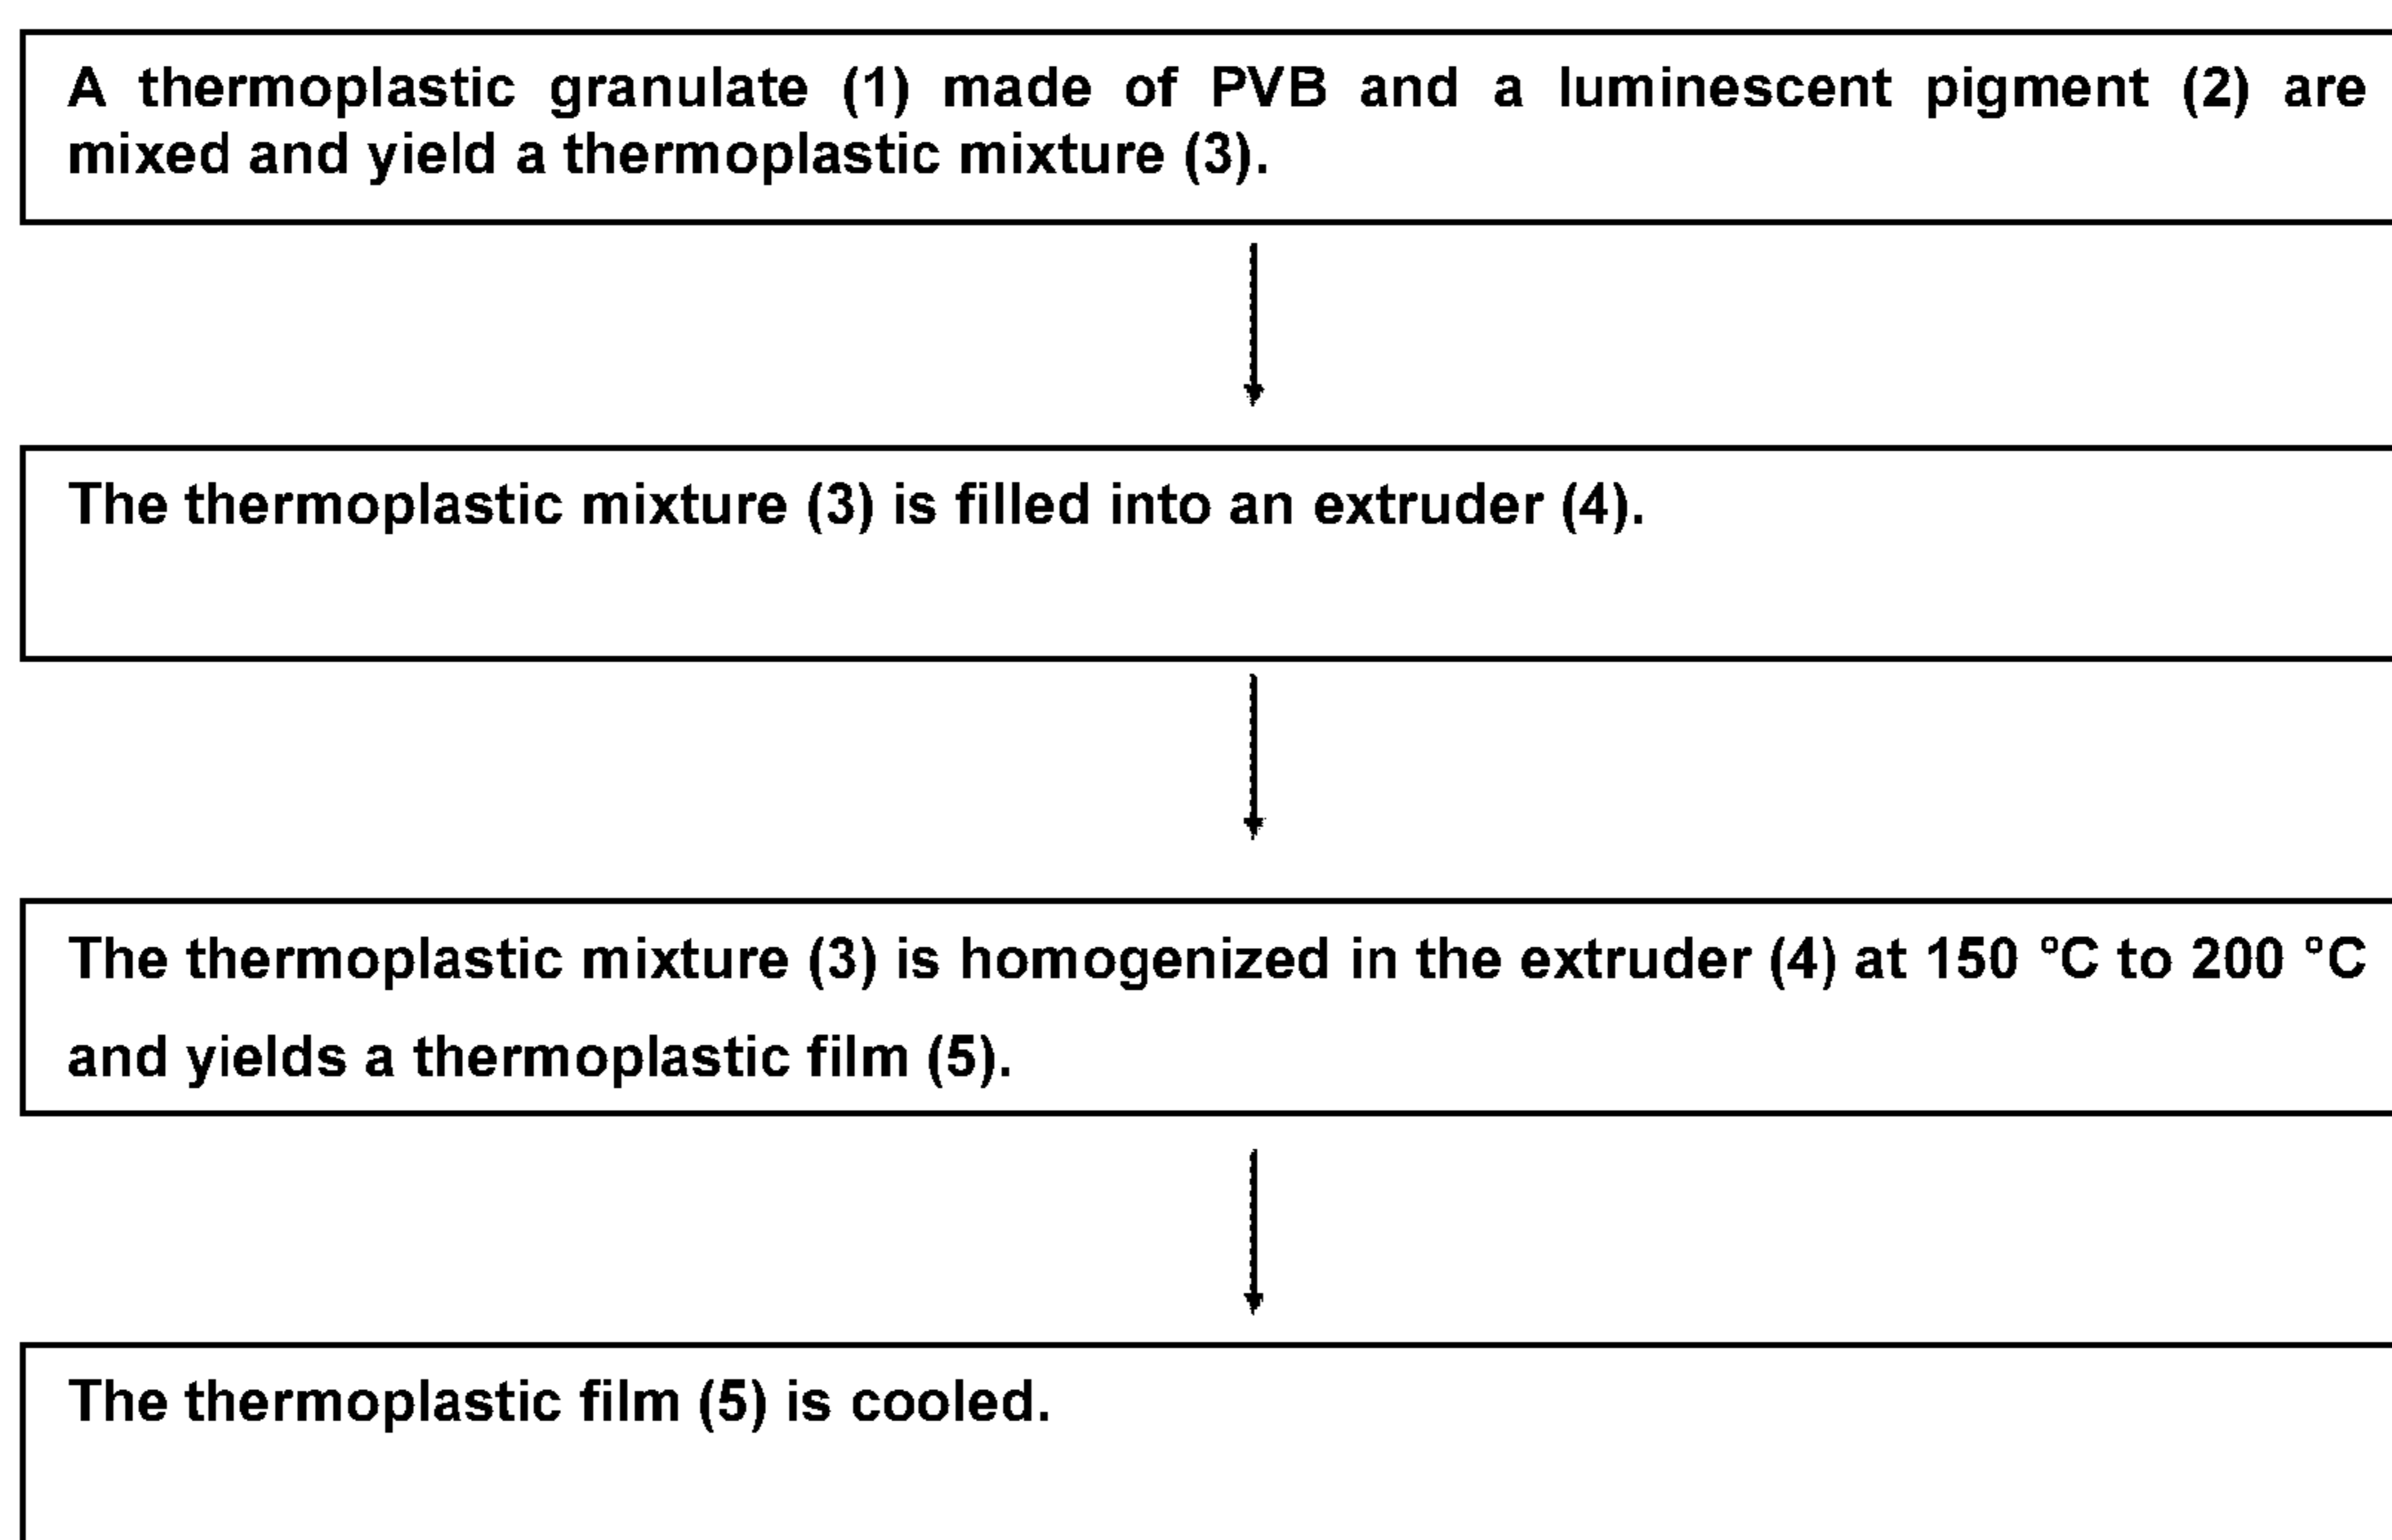 A thermoplastic granulate (1) made of PVB and a luminescent pigment (2) are
mixed and yield a thermoplastic mixture (3).
The thermoplastic mixture (3) is filled into an extruder (4).
The thermoplastic mixture (3) is homogenized in the extruder (4) at 150 °C to 200 °C
and yields a thermoplastic film (5).
The thermoplastic film (5) is cooled.